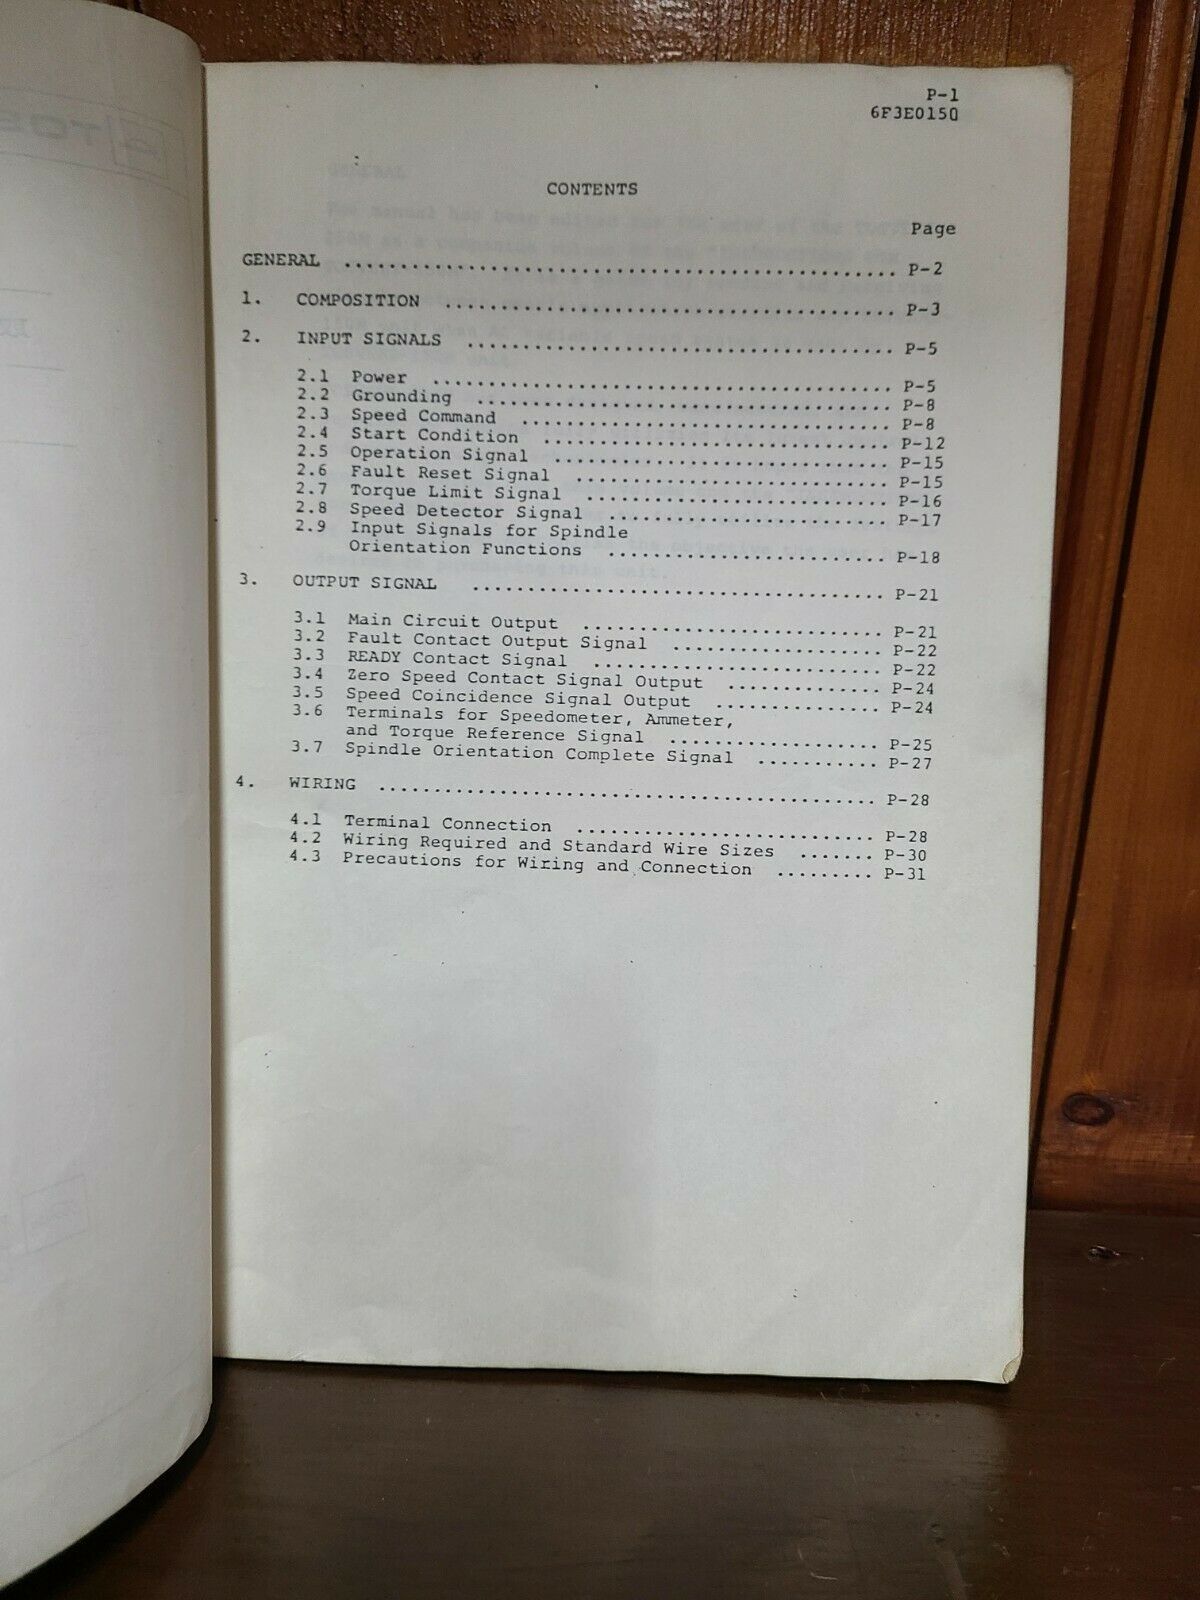 P-1
6F3E0150
CONTENTS
Page
GENERAL .................................................. P-2
1. COMPOSITION ......................................... P-3
2. INPUT SIGNALS ....................................... P-5
2.1 Power .......................................... P-5
2.2 Grounding ...................................... P-8
2.3 Speed Command .................................. P-8
2.4 Start Condition ................................ P-12
2.5 Operation Signal ............................... P-15
2.6 Fault Reset Signal ............................. P-15
2.7 Torque Limit Signal ............................ P-16
2.8 Speed Detector Signal .......................... P-17
2.9 Input Signals for Spindle
Orientation Functions .......................... P-18
3. OUTPUT SIGNAL ...................................... P-21
3.1 Main Circuit Output ............................ P-21
3.2 Fault Contact Output Signal .................... P-22
3.3 READY Contact Signal ........................... P-22
3.4 Zero Speed Contact Signal Output ............... P-24
3.5 Speed Coincidence Signal Output ................ P-24
3.6 Terminals for Speedometer, Ammeter,
and Torque Reference Signal .................... P-25
3.7 Spindle Orientation Complete Signal ............ P-27
4. WIRING .............................................. P-28
4.1 Terminal Connection ............................ P-28
4.2 Wiring Required and Standard Wire Sizes ........ P-30
4.3 Precautions for Wiring and Connection .......... P-31